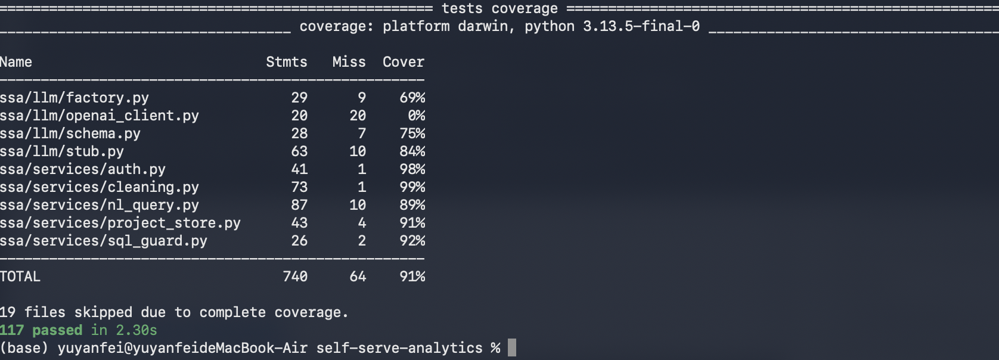 tests coverage
coverage: platform darwin, python 3.13.5-final-0
Name Stmts Miss Cover
ssa/llm/factory.py 29 9 69%
ssa/llm/openai_client.py 20 20 0%
ssa/llm/schema.py 28 7 75%
ssa/llm/stub.py 63 10 84%
ssa/services/auth.py 41 1 98%
ssa/services/cleaning.py 73 1 99%
ssa/services/nl_query.py 87 10 89%
ssa/services/project_store.py 43 4 91%
ssa/services/sql_guard.py 26 2 92%
TOTAL 740 64 91%
19 files skipped due to complete coverage.
117 passed in 2.30s
(base) yuyanfei@yuyanfeideMacBook-Air self-serve-analytics %